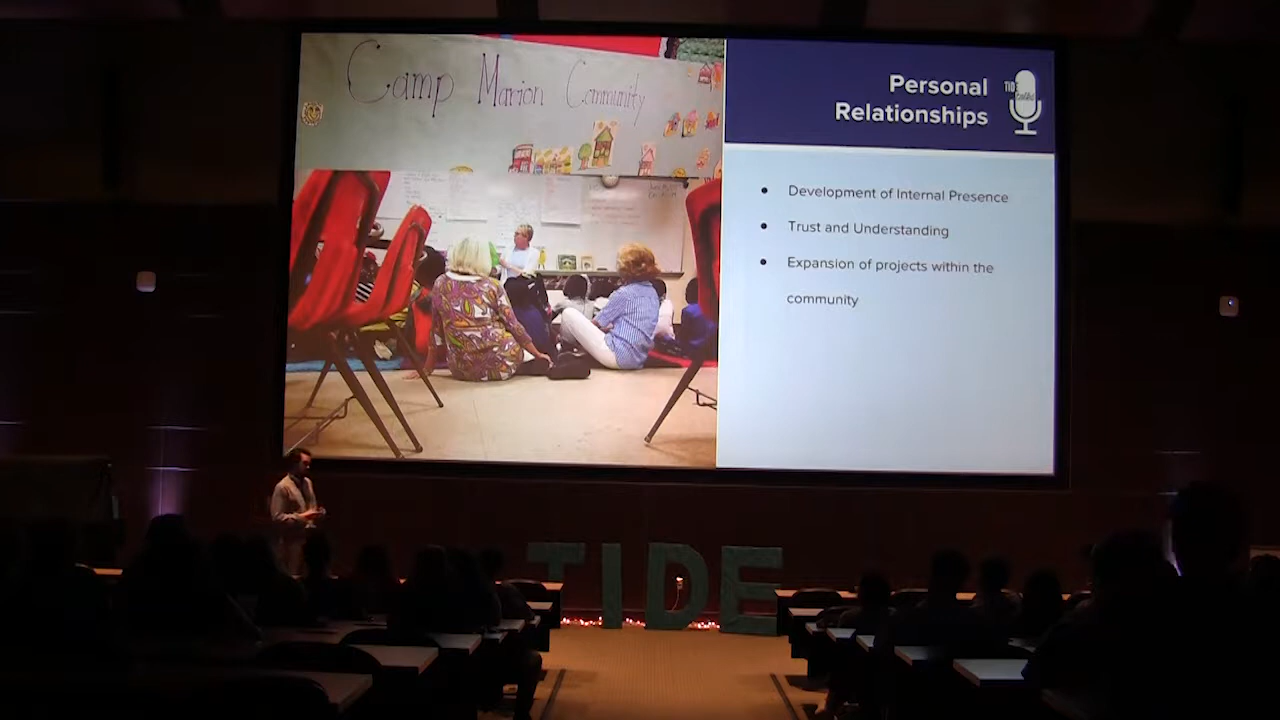 Camp Marion Community
Personal
Relationships
TIDE
• Development of Internal Presence
• Trust and Understanding
• Expansion of projects within the
community
TIDE